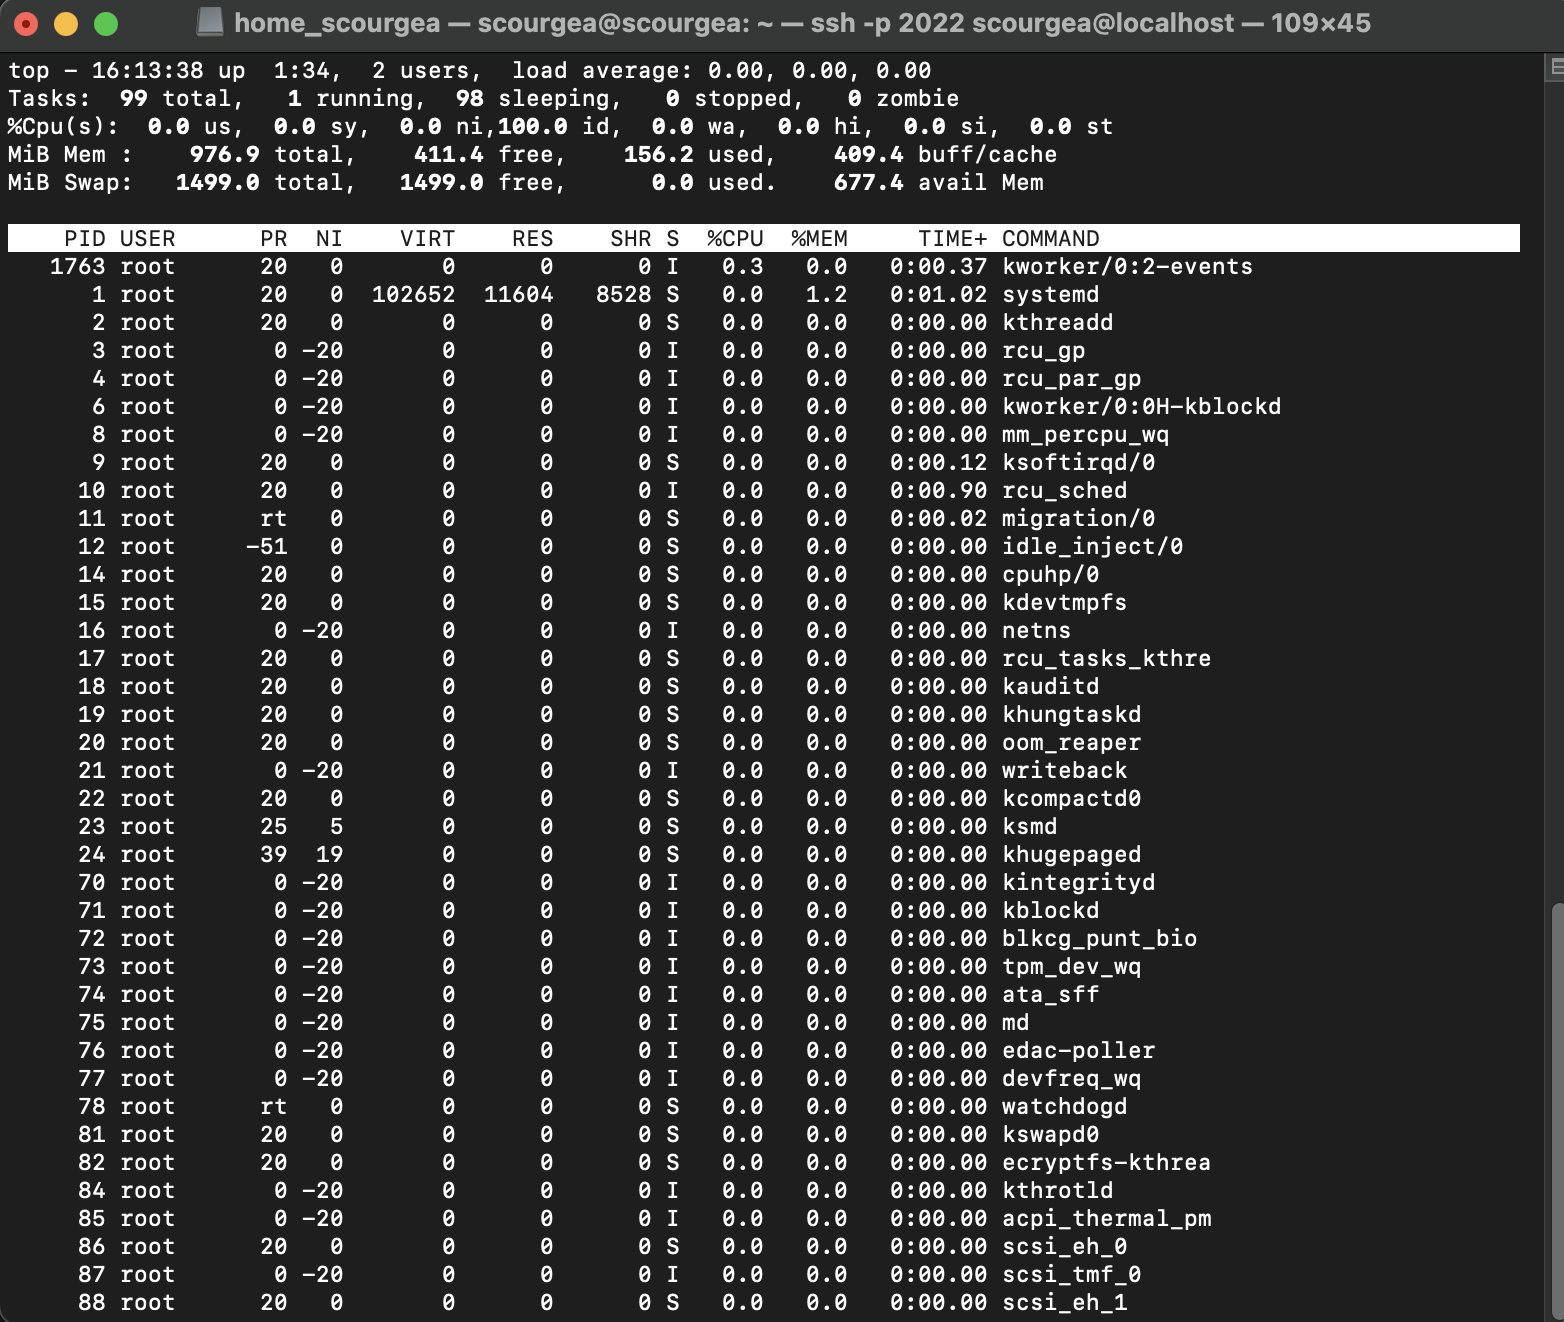 home_scourgea — scourgea@scourgea: ~ — ssh -p 2022 scourgea@localhost — 109×45
top - 16:13:38 up  1:34,  2 users,  load average: 0.00, 0.00, 0.00
Tasks:  99 total,   1 running,  98 sleeping,   0 stopped,   0 zombie
%Cpu(s):  0.0 us,  0.0 sy,  0.0 ni,100.0 id,  0.0 wa,  0.0 hi,  0.0 si,  0.0 st
MiB Mem :    976.9 total,    411.4 free,    156.2 used,    409.4 buff/cache
MiB Swap:   1499.0 total,   1499.0 free,      0.0 used.    677.4 avail Mem
PID USER      PR  NI    VIRT    RES    SHR S  %CPU  %MEM     TIME+ COMMAND
1763 root      20   0       0      0      0 I   0.3   0.0   0:00.37 kworker/0:2-events
1 root      20   0  102652  11604   8528 S   0.0   1.2   0:01.02 systemd
2 root      20   0       0      0      0 S   0.0   0.0   0:00.00 kthreadd
3 root       0 -20       0      0      0 I   0.0   0.0   0:00.00 rcu_gp
4 root       0 -20       0      0      0 I   0.0   0.0   0:00.00 rcu_par_gp
6 root       0 -20       0      0      0 I   0.0   0.0   0:00.00 kworker/0:0H-kblockd
8 root       0 -20       0      0      0 I   0.0   0.0   0:00.00 mm_percpu_wq
9 root      20   0       0      0      0 S   0.0   0.0   0:00.12 ksoftirqd/0
10 root      20   0       0      0      0 I   0.0   0.0   0:00.90 rcu_sched
11 root      rt   0       0      0      0 S   0.0   0.0   0:00.02 migration/0
12 root     -51   0       0      0      0 S   0.0   0.0   0:00.00 idle_inject/0
14 root      20   0       0      0      0 S   0.0   0.0   0:00.00 cpuhp/0
15 root      20   0       0      0      0 S   0.0   0.0   0:00.00 kdevtmpfs
16 root       0 -20       0      0      0 I   0.0   0.0   0:00.00 netns
17 root      20   0       0      0      0 S   0.0   0.0   0:00.00 rcu_tasks_kthre
18 root      20   0       0      0      0 S   0.0   0.0   0:00.00 kauditd
19 root      20   0       0      0      0 S   0.0   0.0   0:00.00 khungtaskd
20 root      20   0       0      0      0 S   0.0   0.0   0:00.00 oom_reaper
21 root       0 -20       0      0      0 I   0.0   0.0   0:00.00 writeback
22 root      20   0       0      0      0 S   0.0   0.0   0:00.00 kcompactd0
23 root      25   5       0      0      0 S   0.0   0.0   0:00.00 ksmd
24 root      39  19       0      0      0 S   0.0   0.0   0:00.00 khugepaged
70 root       0 -20       0      0      0 I   0.0   0.0   0:00.00 kintegrityd
71 root       0 -20       0      0      0 I   0.0   0.0   0:00.00 kblockd
72 root       0 -20       0      0      0 I   0.0   0.0   0:00.00 blkcg_punt_bio
73 root       0 -20       0      0      0 I   0.0   0.0   0:00.00 tpm_dev_wq
74 root       0 -20       0      0      0 I   0.0   0.0   0:00.00 ata_sff
75 root       0 -20       0      0      0 I   0.0   0.0   0:00.00 md
76 root       0 -20       0      0      0 I   0.0   0.0   0:00.00 edac-poller
77 root       0 -20       0      0      0 I   0.0   0.0   0:00.00 devfreq_wq
78 root      rt   0       0      0      0 S   0.0   0.0   0:00.00 watchdogd
81 root      20   0       0      0      0 S   0.0   0.0   0:00.00 kswapd0
82 root      20   0       0      0      0 S   0.0   0.0   0:00.00 ecryptfs-kthrea
84 root       0 -20       0      0      0 I   0.0   0.0   0:00.00 kthrotld
85 root       0 -20       0      0      0 I   0.0   0.0   0:00.00 acpi_thermal_pm
86 root      20   0       0      0      0 S   0.0   0.0   0:00.00 scsi_eh_0
87 root       0 -20       0      0      0 I   0.0   0.0   0:00.00 scsi_tmf_0
88 root      20   0       0      0      0 S   0.0   0.0   0:00.00 scsi_eh_1